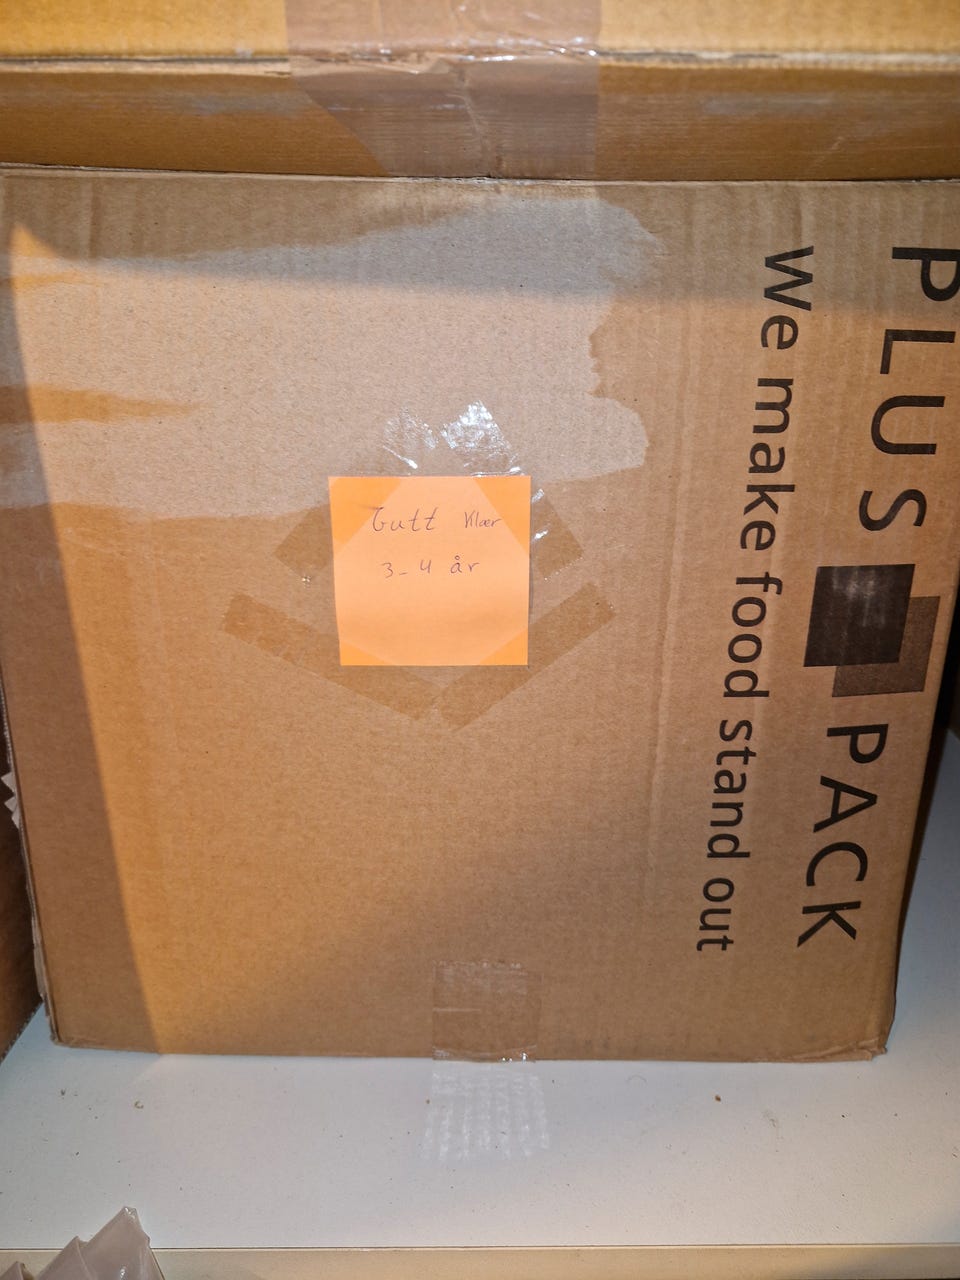 Gutt Klær
3-4 år
PLUS PACK
We make food stand out